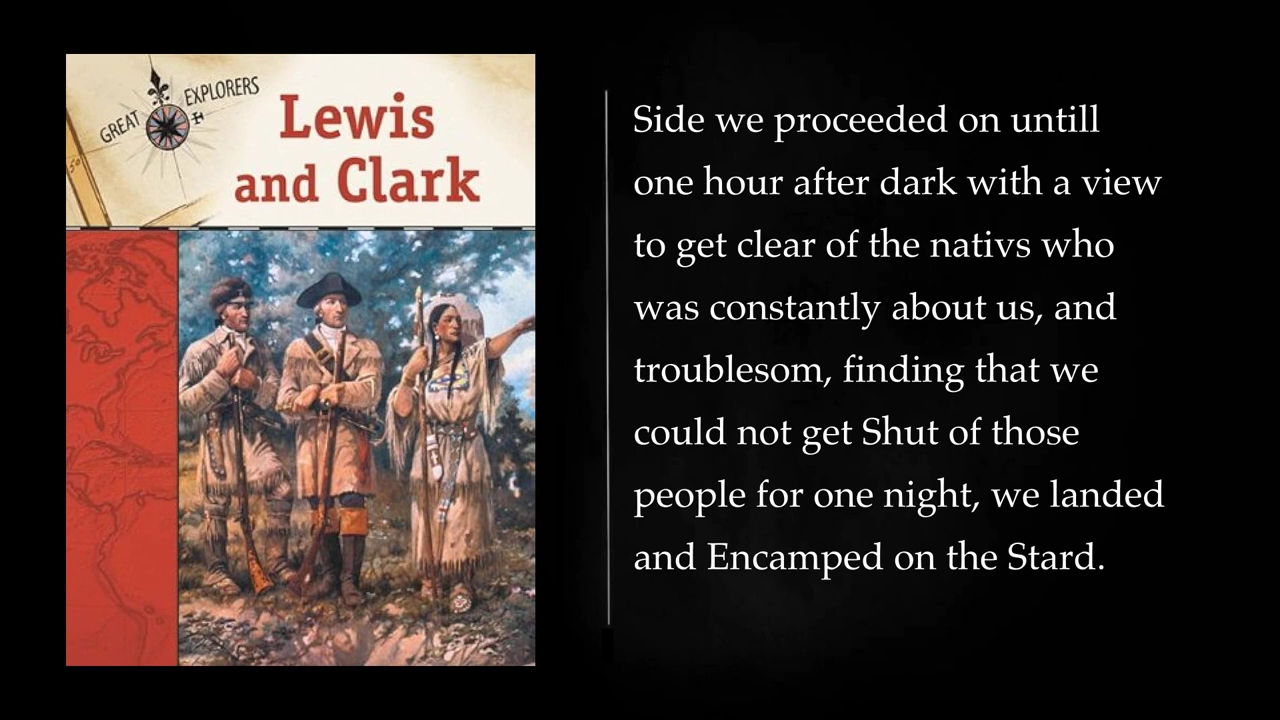 GREAT EXPLORERS
Lewis
and Clark
50
Side we proceeded on untill
one hour after dark with a view
to get clear of the nativs who
was constantly about us, and
troublesom, finding that we
could not get Shut of those
people for one night, we landed
and Encamped on the Stard.